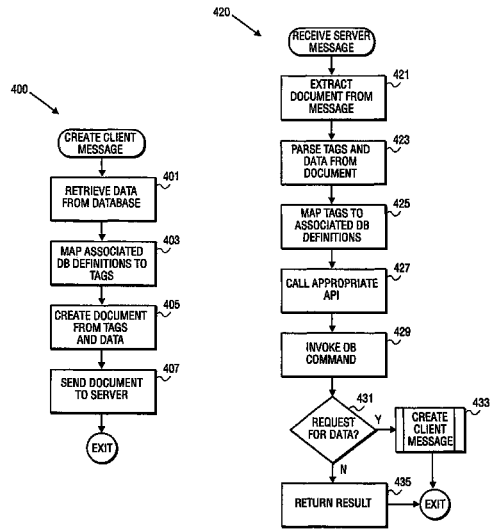 400
CREATE CLIENT
MESSAGE
401
RETRIEVE DATA
FROM DATABASE
403
MAP ASSOCIATED
DB DEFINITIONS TO
TAGS
405
CREATE DOCUMENT
FROM TAGS
AND DATA
407
SEND DOCUMENT
TO SERVER
EXIT
420
RECEIVE SERVER
MESSAGE
421
EXTRACT
DOCUMENT FROM
MESSAGE
423
PARSE TAGS AND
DATA FROM
DOCUMENT
425
MAP TAGS TO
ASSOCIATED DB
DEFINITIONS
427
CALL APPROPRIATE
API
429
INVOKE DB
COMMAND
431
REQUEST
FOR DATA?
Y
433
CREATE
CLIENT
MESSAGE
N
435
RETURN RESULT
EXIT